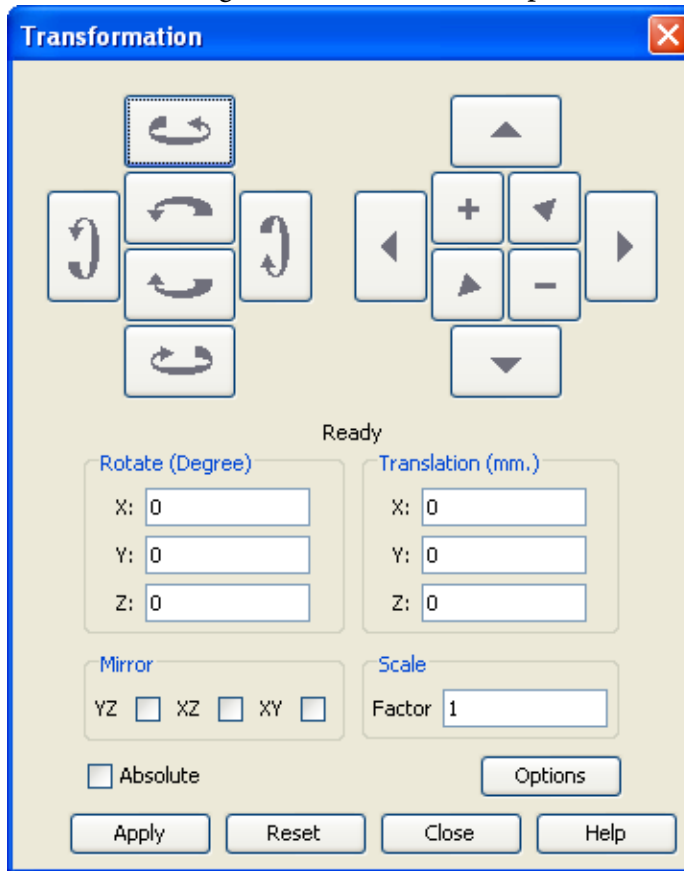 Transformation
+
−
Ready
Rotate (Degree) Translation (mm.)
X: 0 X: 0
Y: 0 Y: 0
Z: 0 Z: 0
Mirror Scale
YZ XZ XY Factor 1
Absolute Options
Apply Reset Close Help